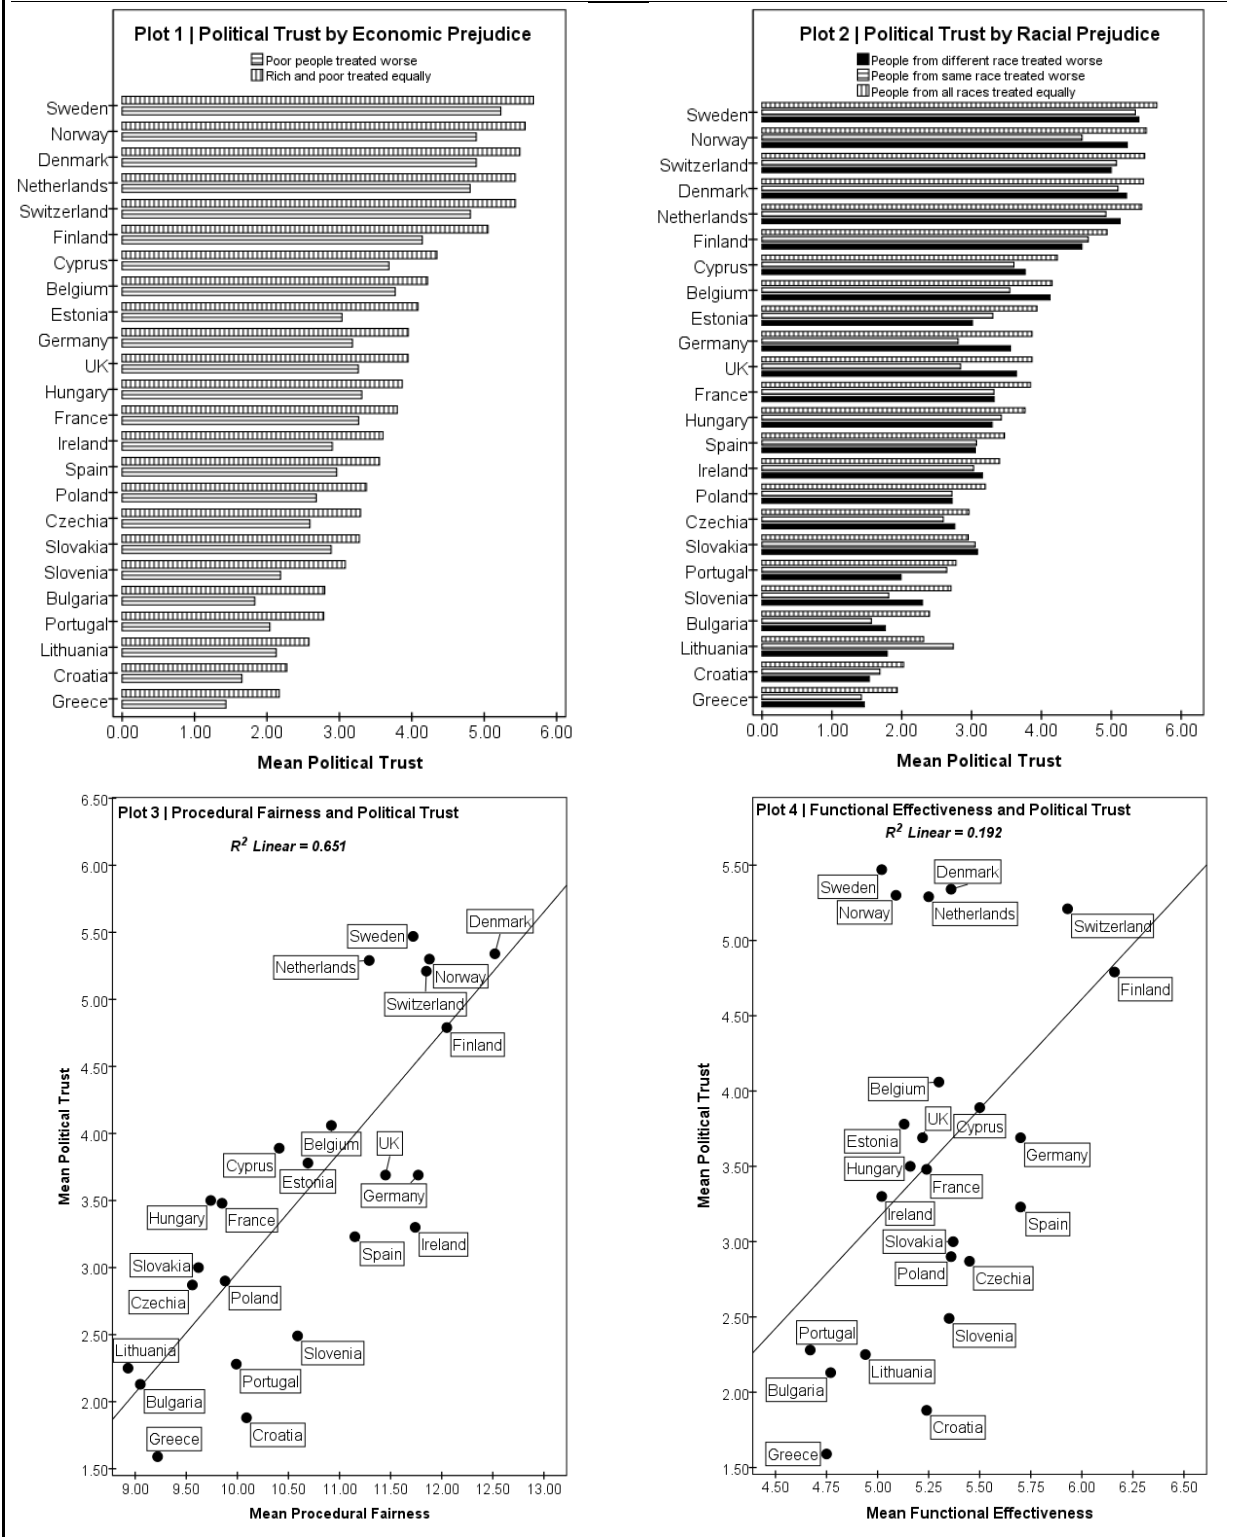 Plot 1 | Political Trust by Economic Prejudice
Poor people treated worse
Rich and poor treated equally
Sweden
Norway
Denmark
Netherlands
Switzerland
Finland
Cyprus
Belgium
Estonia
Germany
UK
Hungary
France
Ireland
Spain
Poland
Czechia
Slovakia
Slovenia
Bulgaria
Portugal
Lithuania
Croatia
Greece
0.00 1.00 2.00 3.00 4.00 5.00 6.00
Mean Political Trust
Plot 2 | Political Trust by Racial Prejudice
People from different race treated worse
People from same race treated worse
People from all races treated equally
Sweden
Norway
Switzerland
Denmark
Netherlands
Finland
Cyprus
Belgium
Estonia
Germany
UK
France
Hungary
Spain
Ireland
Poland
Czechia
Slovakia
Portugal
Slovenia
Bulgaria
Lithuania
Croatia
Greece
0.00 1.00 2.00 3.00 4.00 5.00 6.00
Mean Political Trust
Plot 3 | Procedural Fairness and Political Trust
R² Linear = 0.651
6.50
6.00
5.50
5.00
4.50
4.00
3.50
3.00
2.50
2.00
1.50
Mean Political Trust
Denmark
Sweden
Netherlands
Norway
Switzerland
Finland
Belgium
UK
Cyprus
Estonia
Germany
Hungary
France
Ireland
Spain
Slovakia
Poland
Czechia
Lithuania
Slovenia
Portugal
Bulgaria
Croatia
Greece
9.00 9.50 10.00 10.50 11.00 11.50 12.00 12.50 13.00
Mean Procedural Fairness
Plot 4 | Functional Effectiveness and Political Trust
R² Linear = 0.192
5.50
5.00
4.50
4.00
3.50
3.00
2.50
2.00
1.50
Mean Political Trust
Denmark
Sweden
Norway
Netherlands
Switzerland
Finland
Belgium
UK
Cyprus
Estonia
Germany
Hungary
France
Ireland
Spain
Slovakia
Poland
Czechia
Portugal
Slovenia
Lithuania
Bulgaria
Croatia
Greece
4.50 4.75 5.00 5.25 5.50 5.75 6.00 6.25 6.50
Mean Functional Effectiveness